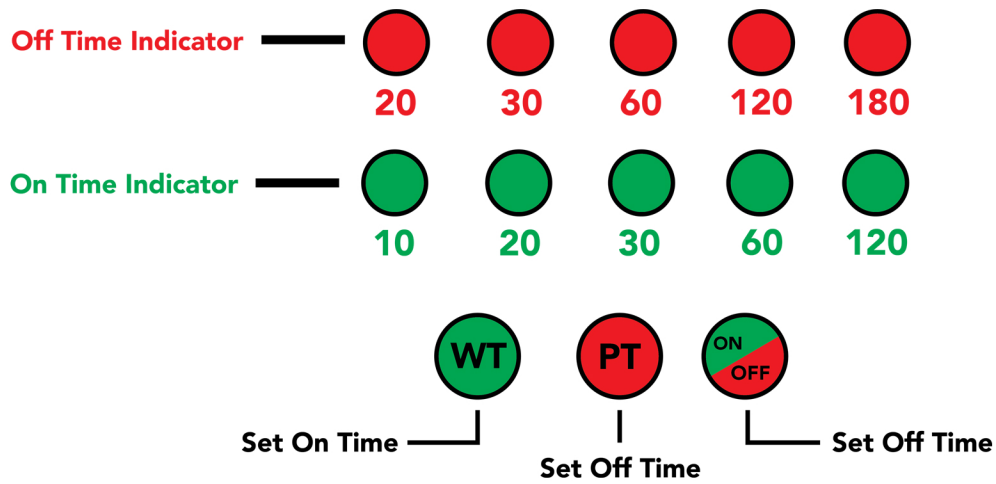 Off Time Indicator
20 30 60 120 180
On Time Indicator
10 20 30 60 120
WT PT ON
OFF
Set On Time
Set Off Time
Set Off Time